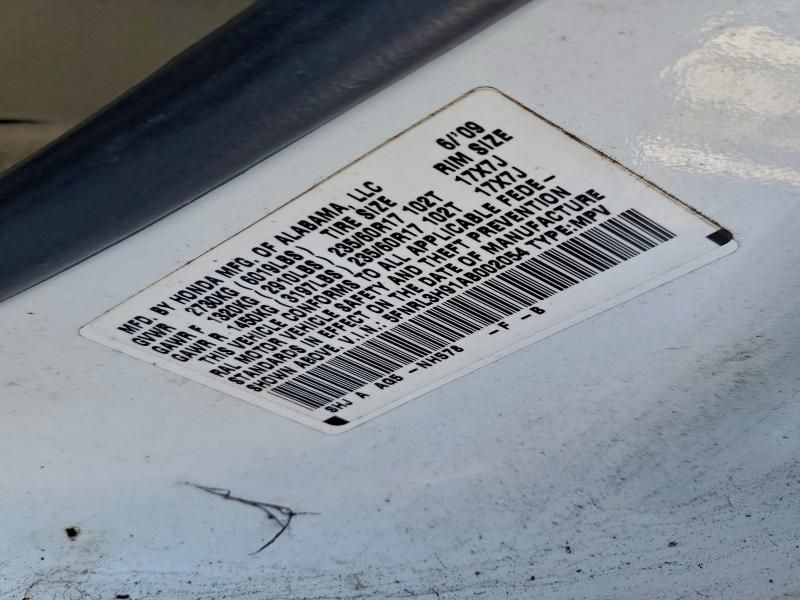 MFD. BY HONDA MFG. OF ALABAMA, LLC 6/'09
GVWR 2730KG (6019LBS) TIRE SIZE RIM SIZE
GAWR F 1320KG (2910LBS) 235/60R17 102T 17X7J
GAWR R 1450KG (3197LBS) 235/60R17 102T 17X7J
THIS VEHICLE CONFORMS TO ALL APPLICABLE FEDE–
RAL MOTOR VEHICLE SAFETY AND THEFT PREVENTION
STANDARDS IN EFFECT ON THE DATE OF MANUFACTURE
SHOWN ABOVE. V.I.N.: TYPE:MPV
SHJ A AG5 –NH578 –F –B